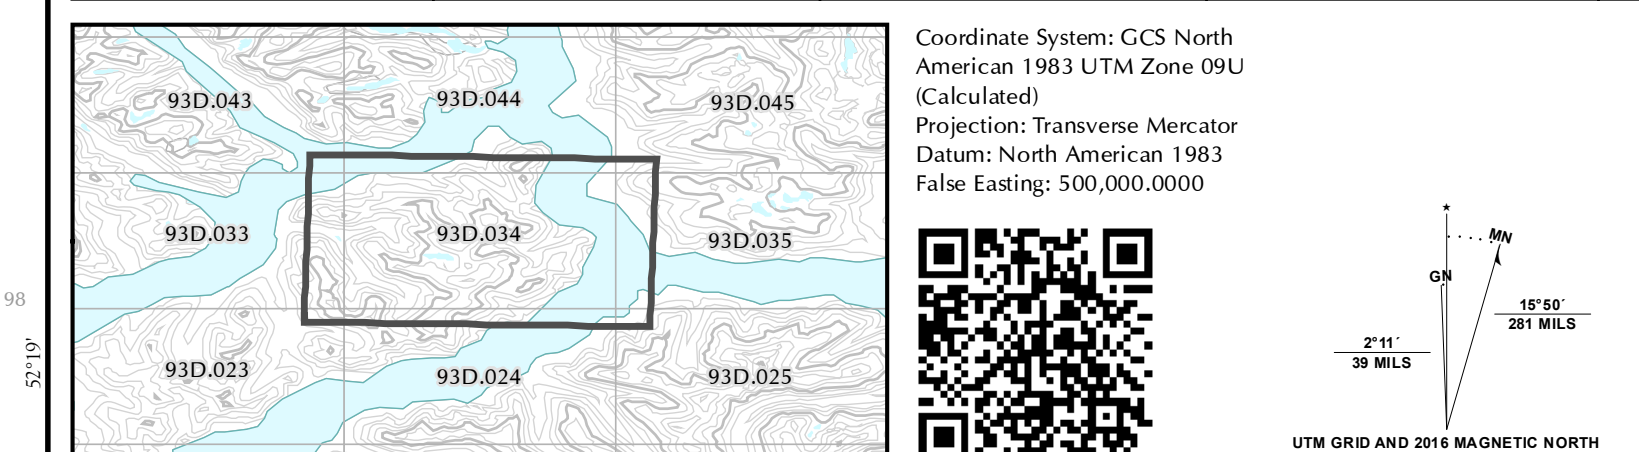 93D.043
93D.044
93D.045
93D.033
93D.034
93D.035
93D.023
93D.024
93D.025
98
52°19'
Coordinate System: GCS North
American 1983 UTM Zone 09U
(Calculated)
Projection: Transverse Mercator
Datum: North American 1983
False Easting: 500,000.0000
MN
GN
15°50´
281 MILS
2°11´
39 MILS
UTM GRID AND 2016 MAGNETIC NORTH